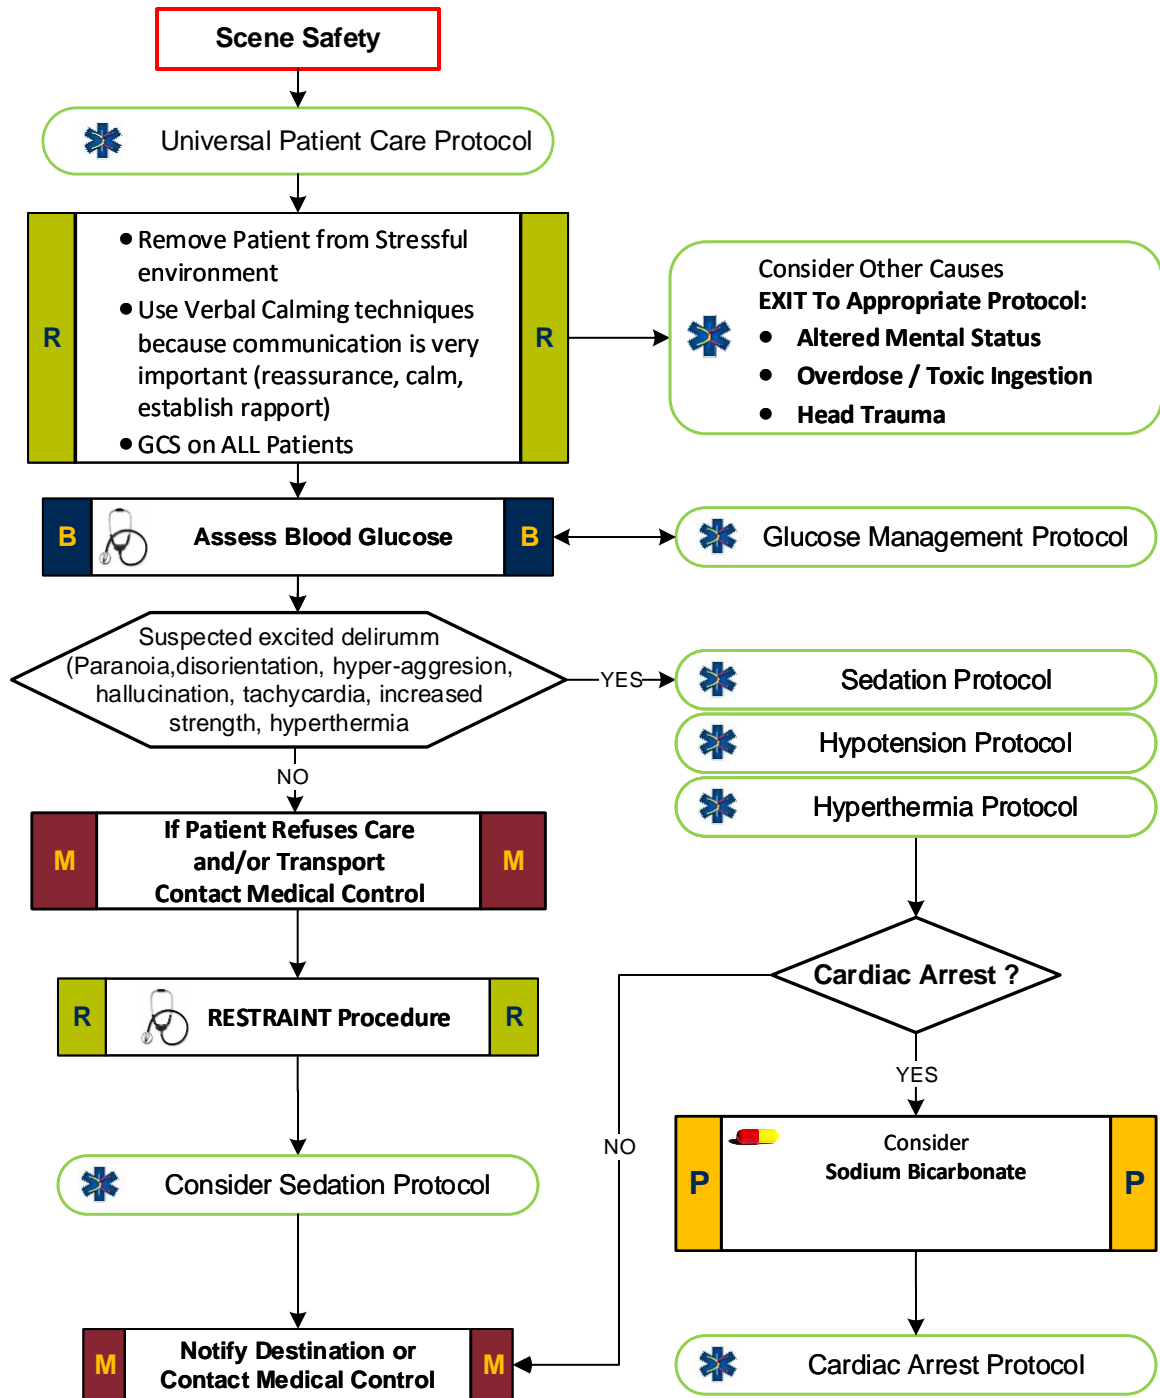 Scene Safety
Universal Patient Care Protocol
R
• Remove Patient from Stressful
environment
• Use Verbal Calming techniques
because communication is very
important (reassurance, calm,
establish rapport)
• GCS on ALL Patients
R
Consider Other Causes
EXIT To Appropriate Protocol:
• Altered Mental Status
• Overdose / Toxic Ingestion
• Head Trauma
B
Assess Blood Glucose
B
Glucose Management Protocol
Suspected excited delirumm
(Paranoia,disorientation, hyper-aggresion,
hallucination, tachycardia, increased
strength, hyperthermia
YES
Sedation Protocol
Hypotension Protocol
Hyperthermia Protocol
NO
M
If Patient Refuses Care
and/or Transport
Contact Medical Control
M
Cardiac Arrest ?
R
RESTRAINT Procedure
R
YES
NO
P
Consider
Sodium Bicarbonate
P
Consider Sedation Protocol
M
Notify Destination or
Contact Medical Control
M
Cardiac Arrest Protocol